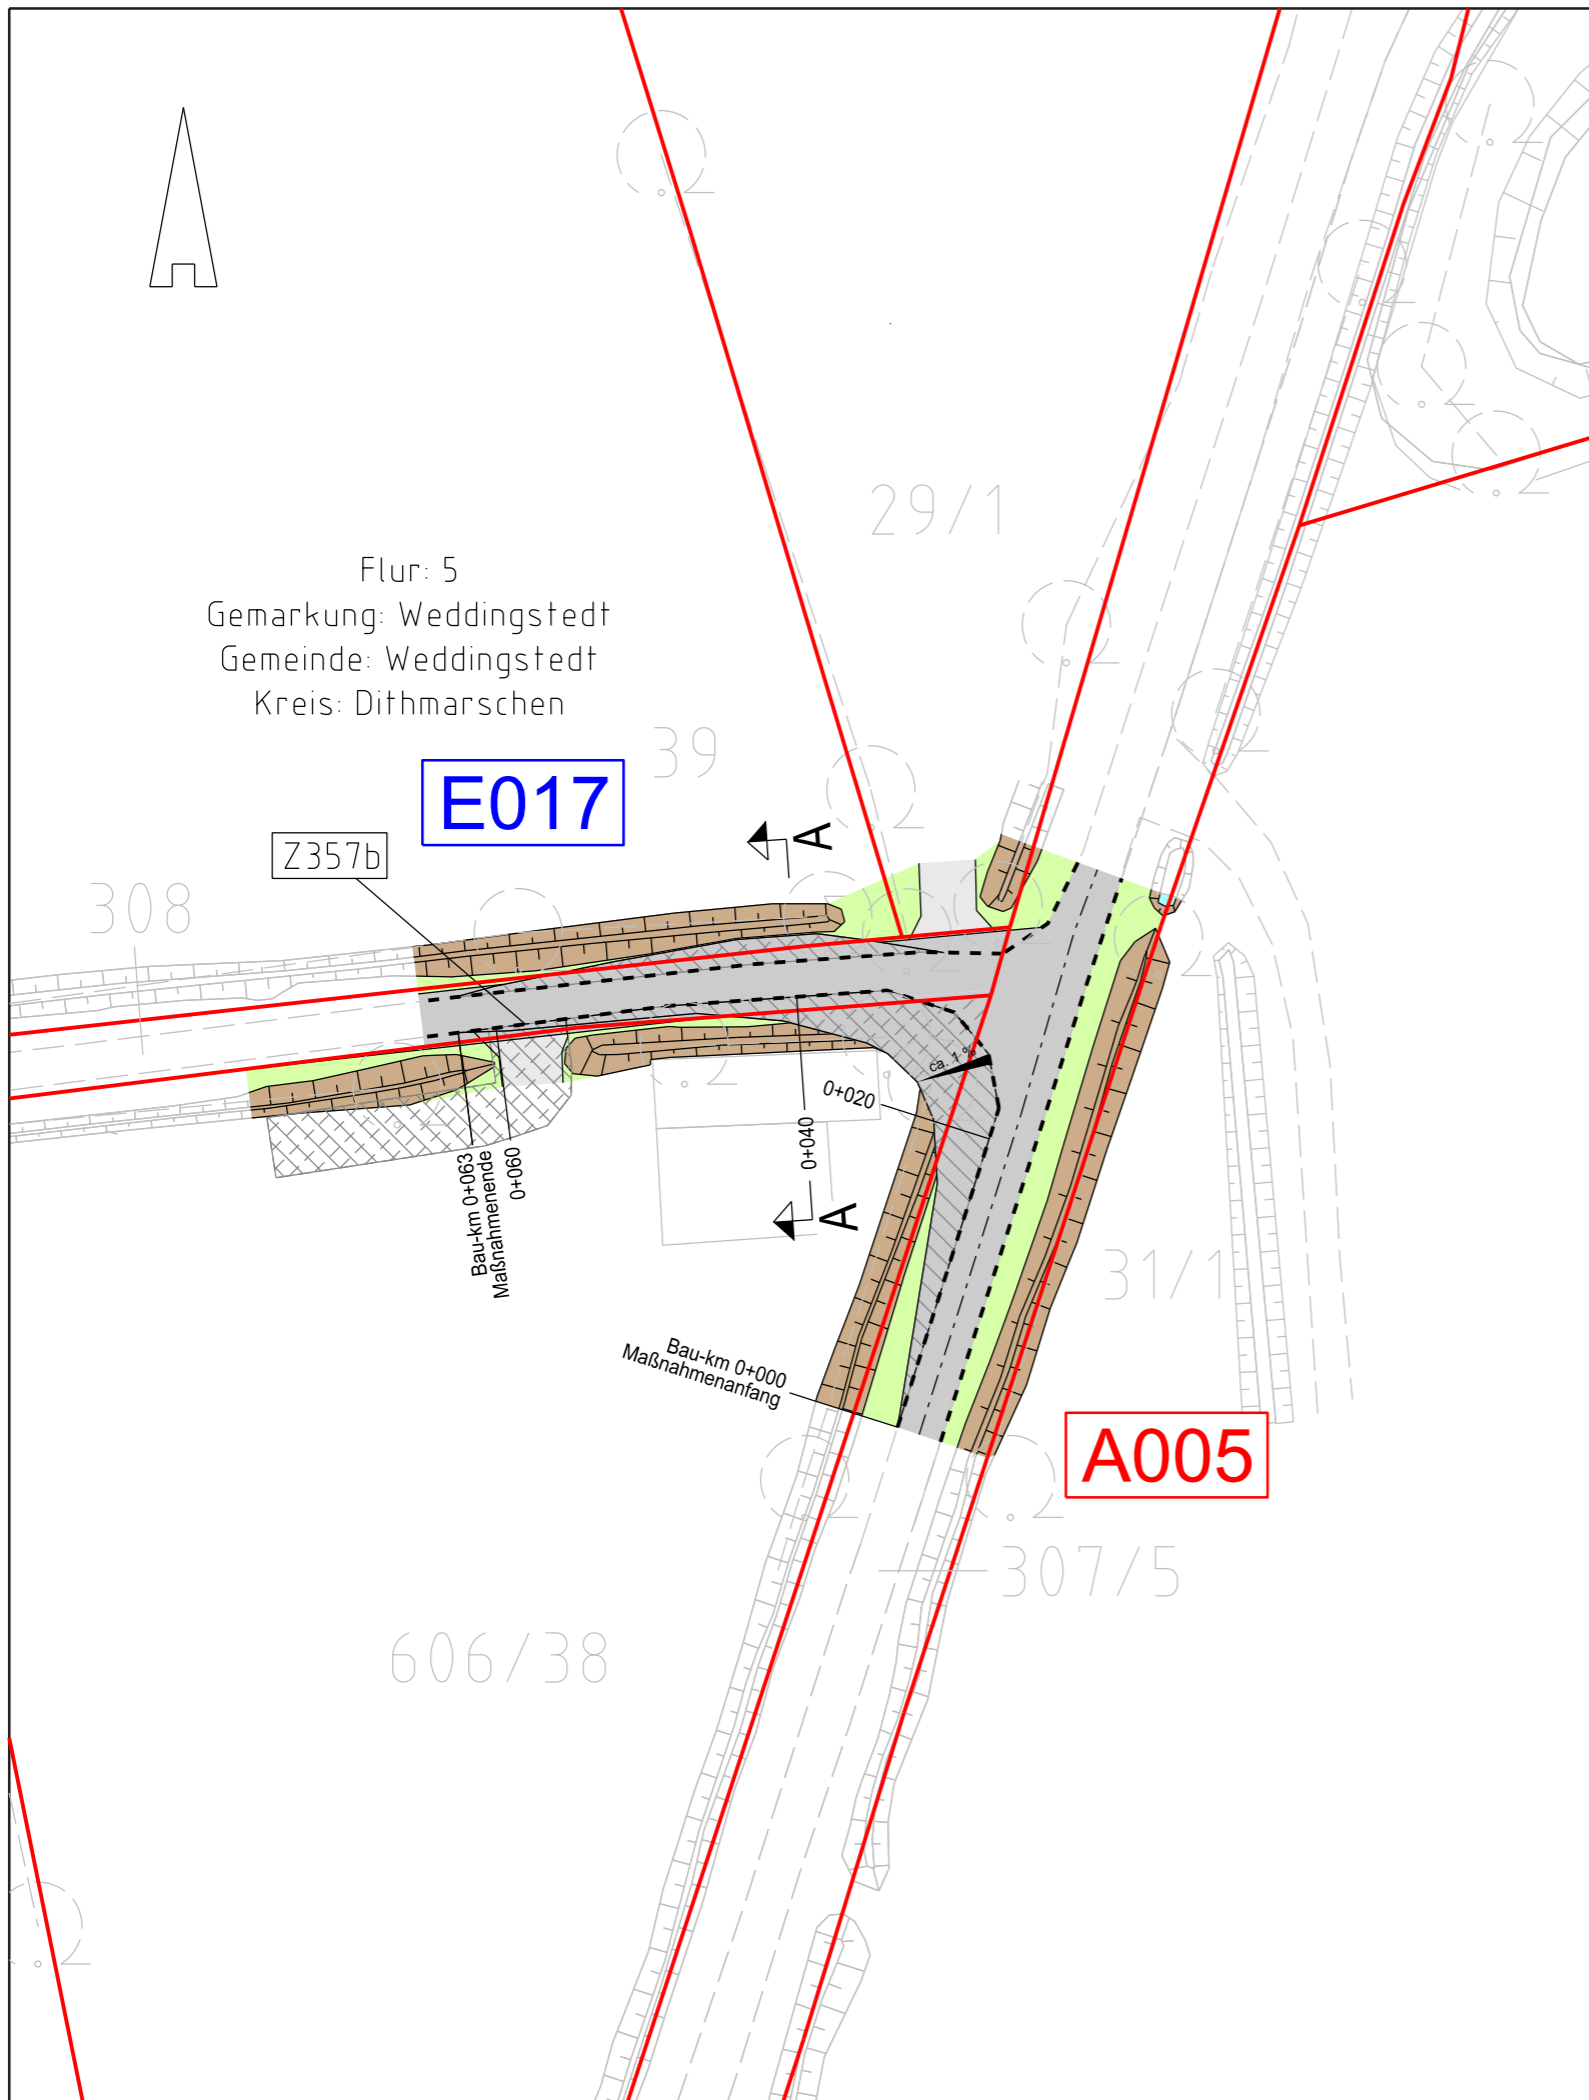 29/1
Flur: 5
Gemarkung: Weddingstedt
Gemeinde: Weddingstedt
Kreis: Dithmarschen
39
E017
A
Z357b
308
ca. 1 %
0+020
0+040
0+060
Bau-km 0+063
Maßnahmenende
A
31/1
Bau-km 0+000
Maßnahmenanfang
A005
307/5
606/38